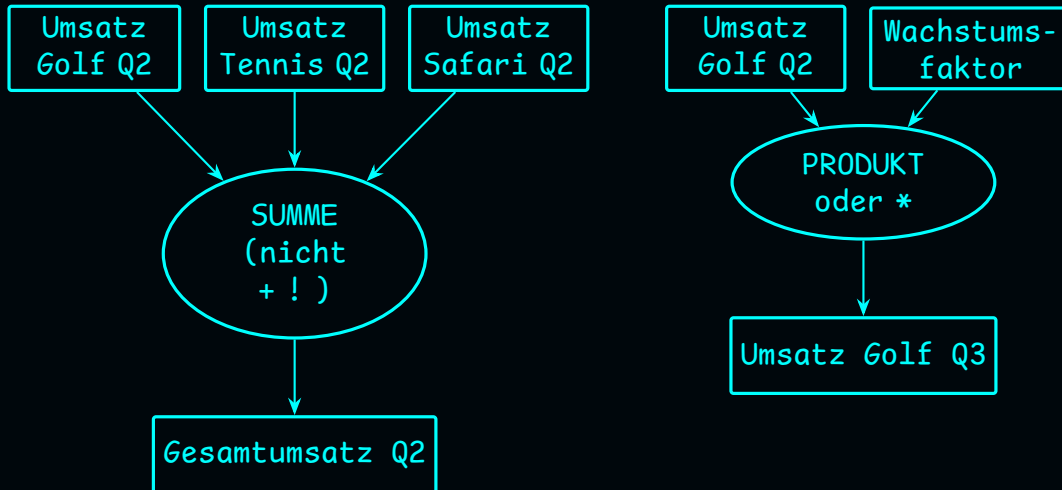 Umsatz
Golf Q2
Umsatz
Tennis Q2
Umsatz
Safari Q2
SUMME
(nicht
+ ! )
Gesamtumsatz Q2
Umsatz
Golf Q2
Wachstums-
faktor
PRODUKT
oder *
Umsatz Golf Q3